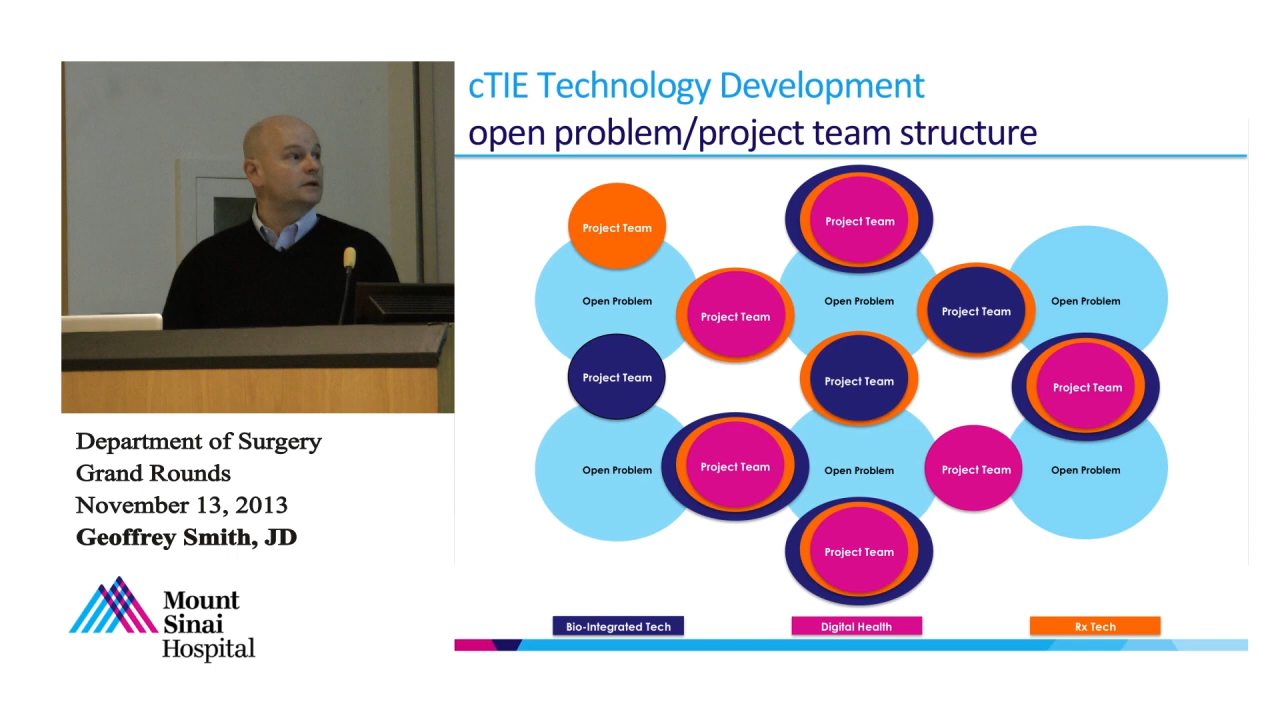 cTIE Technology Development
open problem/project team structure
Project Team
Project Team
Open Problem
Open Problem
Open Problem
Project Team
Project Team
Project Team
Project Team
Project Team
Open Problem
Project Team
Open Problem
Project Team
Open Problem
Project Team
Bio-Integrated Tech
Digital Health
Rx Tech
Department of Surgery
Grand Rounds
November 13, 2013
Geoffrey Smith, JD
Mount
Sinai
Hospital